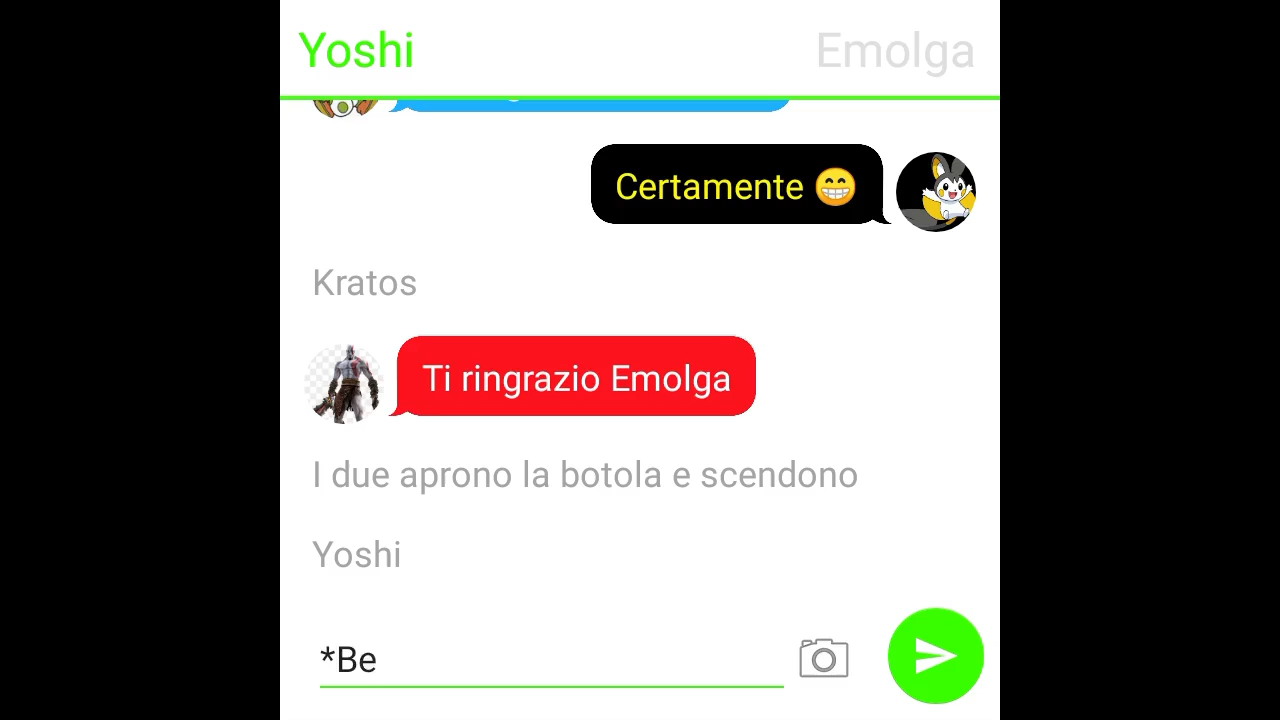 Yoshi
Emolga
Certamente 😁
Kratos
Ti ringrazio Emolga
I due aprono la botola e scendono
Yoshi
*Be